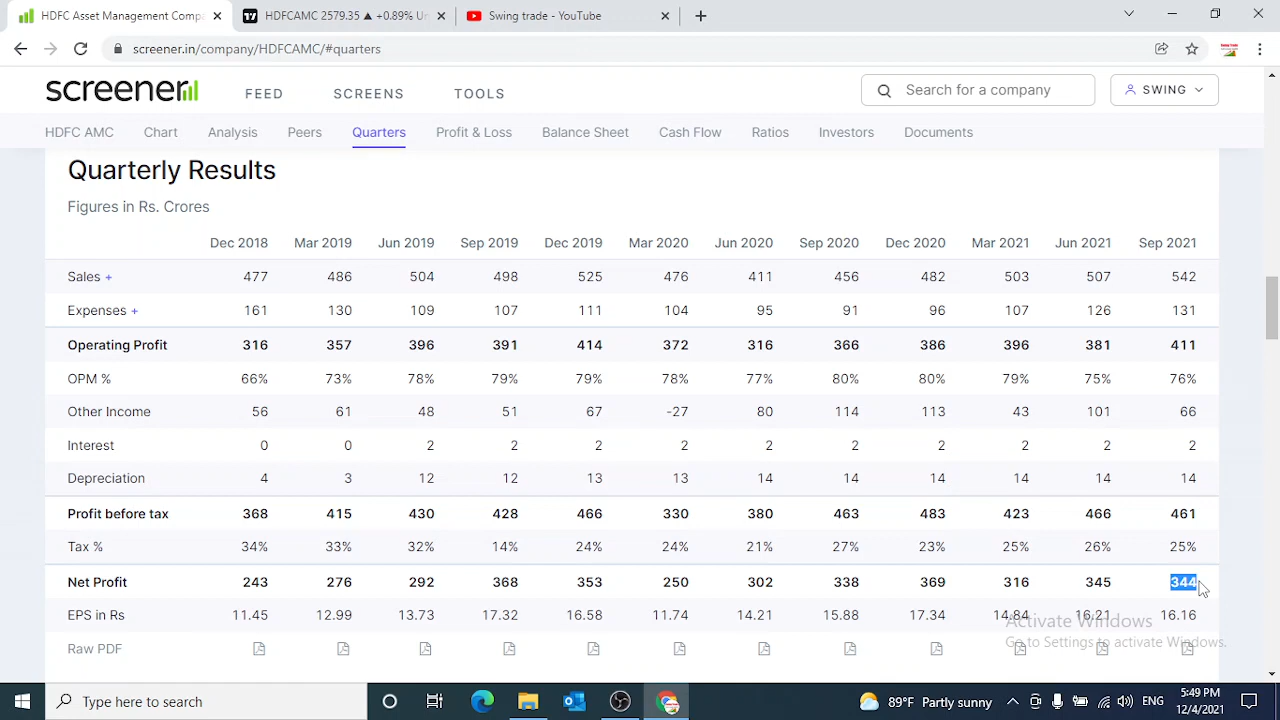 HDFC Asset Management Compa
HDFCAMC 2579.35 ▲ +0.89% Un
Swing trade - YouTube
screener.in/company/HDFCAMC/#quarters
screener
FEED SCREENS TOOLS
Search for a company
SWING
HDFC AMC Chart Analysis Peers Quarters Profit & Loss Balance Sheet Cash Flow Ratios Investors Documents
Quarterly Results
Figures in Rs. Crores
Dec 2018 Mar 2019 Jun 2019 Sep 2019 Dec 2019 Mar 2020 Jun 2020 Sep 2020 Dec 2020 Mar 2021 Jun 2021 Sep 2021
Sales + 477 486 504 498 525 476 411 456 482 503 507 542
Expenses + 161 130 109 107 111 104 95 91 96 107 126 131
Operating Profit 316 357 396 391 414 372 316 366 386 396 381 411
OPM % 66% 73% 78% 79% 79% 78% 77% 80% 80% 79% 75% 76%
Other Income 56 61 48 51 67 -27 80 114 113 43 101 66
Interest 0 0 2 2 2 2 2 2 2 2 2 2
Depreciation 4 3 12 12 13 13 14 14 14 14 14 14
Profit before tax 368 415 430 428 466 330 380 463 483 423 466 461
Tax % 34% 33% 32% 14% 24% 24% 21% 27% 23% 25% 26% 25%
Net Profit 243 276 292 368 353 250 302 338 369 316 345 344
EPS in Rs 11.45 12.99 13.73 17.32 16.58 11.74 14.21 15.88 17.34 14.84 16.21 16.16
Activate Windows
Go to Settings to activate Windows.
Raw PDF
Type here to search
89°F Partly sunny
ENG
5:49 PM
12/4/2021